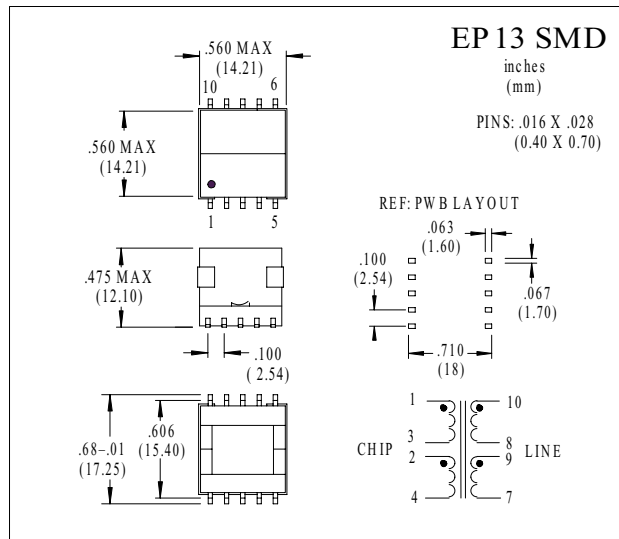 EP 13 SMD
inches
(mm)
PINS: .016 X .028
(0.40 X 0.70)
.560 MAX
(14.21)
10
6
.560 MAX
(14.21)
1
5
REF: PWB LAYOUT
.063
(1.60)
.100
(2.54)
.067
(1.70)
.710
(18)
.475 MAX
(12.10)
.100
( 2.54)
.606
(15.40)
.68–.01
(17.25)
1
10
3
8
CHIP
2
9
LINE
4
7